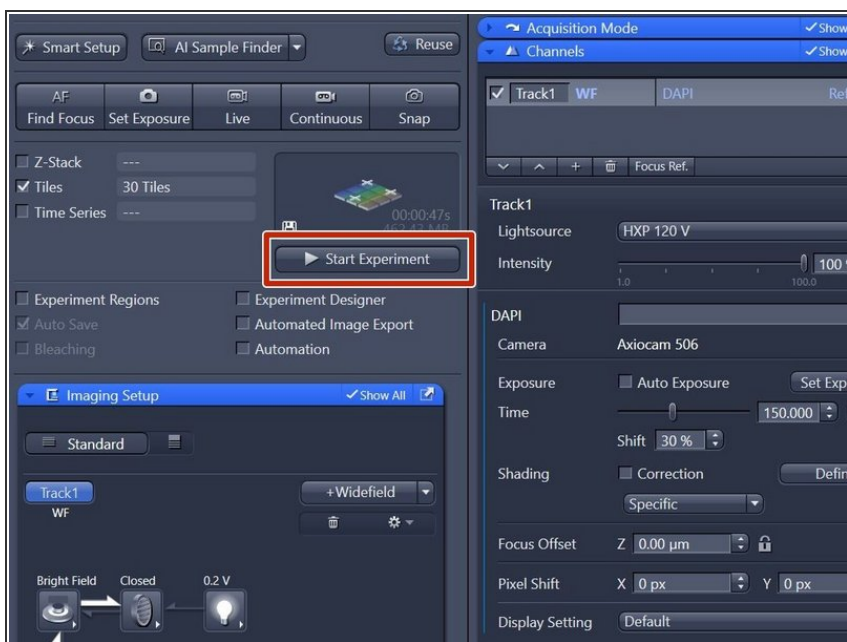 Smart Setup
AI Sample Finder
Reuse
AF
Find Focus
Set Exposure
Live
Continuous
Snap
Z-Stack ---
Tiles 30 Tiles
Time Series ---
00:00:47s
Start Experiment
Experiment Regions
Experiment Designer
Auto Save
Automated Image Export
Bleaching
Automation
Imaging Setup
Show All
Standard
Track1
WF
+Widefield
Bright Field
Closed
0.2 V
Acquisition Mode
Show
Channels
Show
Track1 WF DAPI Ref
Focus Ref.
Track1
Lightsource HXP 120 V
Intensity 100 %
1.0 100.0
DAPI
Camera Axiocam 506
Exposure Auto Exposure Set Exp
Time 150.000
Shift 30 %
Shading Correction Defin
Specific
Focus Offset Z 0.00 µm
Pixel Shift X 0 px Y 0 px
Display Setting Default